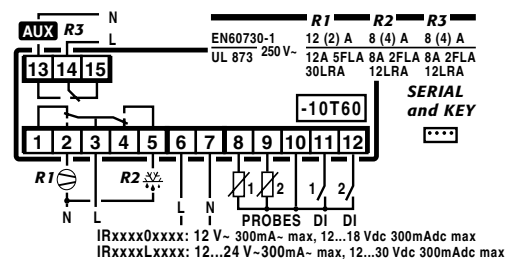 N
R1 R2 R3
AUX R3
L
EN60730-1 250 V~ 12 (2) A 8 (4) A 8 (4) A
UL 873 12A 5FLA 8A 2FLA 8A 2FLA
30LRA 12LRA 12LRA
13 14 15
SERIAL
and KEY
-10T60
1 2 3 4 5 6 7 8 9 10 11 12
R1 R2 1 2 1 2
N L L N PROBES DI DI
IRxxxx0xxxx: 12 V~ 300mA~ max, 12...18 Vdc 300mAdc max
IRxxxxLxxxx: 12...24 V~300mA~ max, 12...30 Vdc 300mAdc max